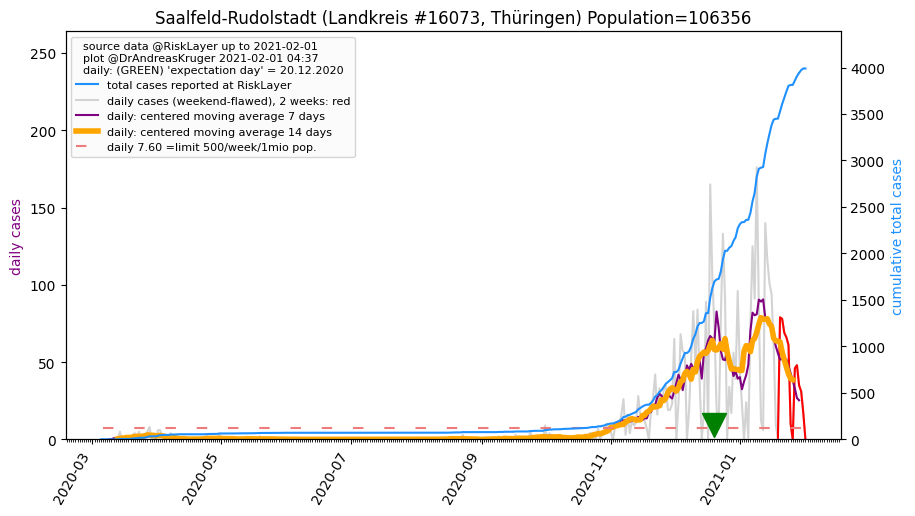 Saalfeld-Rudolstadt (Landkreis #16073, Thüringen) Population=106356
source data @RiskLayer up to 2021-02-01
plot @DrAndreasKruger 2021-02-01 04:37
daily: (GREEN) 'expectation day' = 20.12.2020
total cases reported at RiskLayer
daily cases (weekend-flawed), 2 weeks: red
daily: centered moving average 7 days
daily: centered moving average 14 days
daily 7.60 =limit 500/week/1mio pop.
daily cases
250
200
150
100
50
0
cumulative total cases
4000
3500
3000
2500
2000
1500
1000
500
0
2020-03
2020-05
2020-07
2020-09
2020-11
2021-01